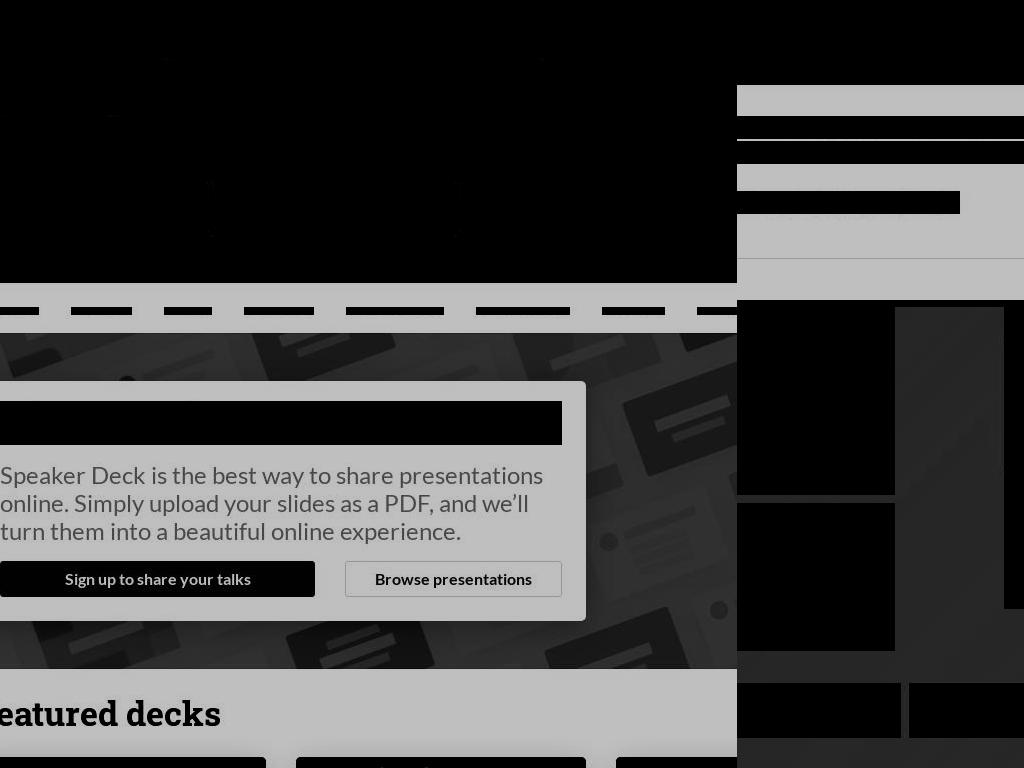 Speaker Deck is the best way to share presentations
online. Simply upload your slides as a PDF, and we’ll
turn them into a beautiful online experience.
Sign up to share your talks
Browse presentations
eatured decks